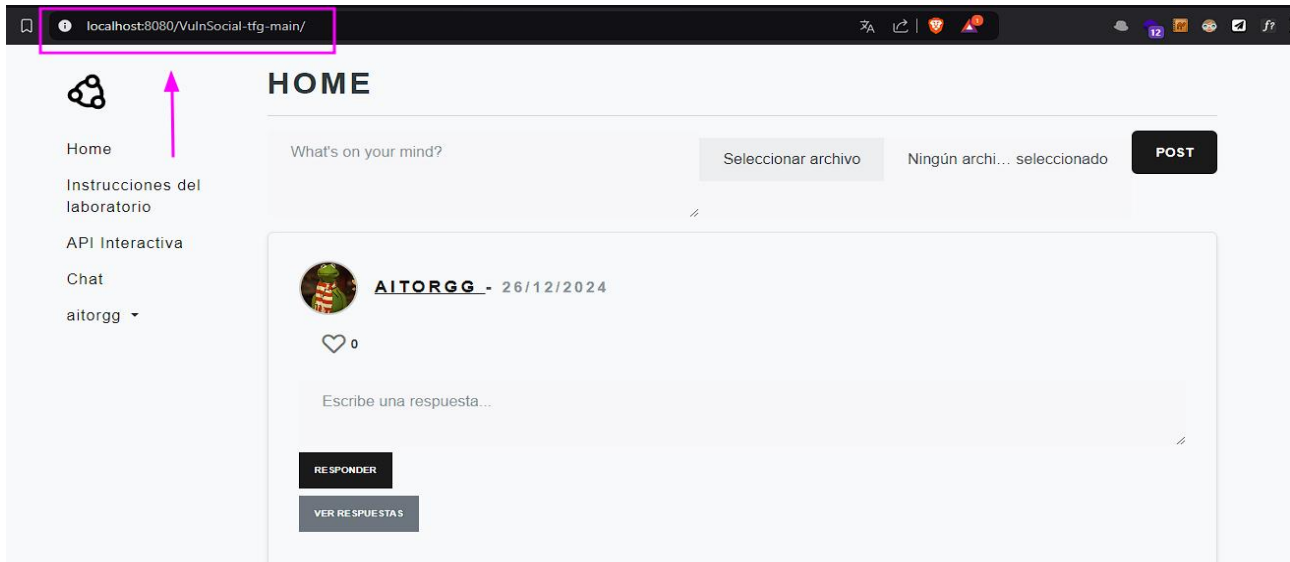 localhost:8080/VulnSocial-tfg-main/
12
HOME
Home
Instrucciones del
laboratorio
API Interactiva
Chat
aitorgg
What's on your mind?
Seleccionar archivo
Ningún archi... seleccionado
POST
AITORGG - 26/12/2024
0
Escribe una respuesta...
RESPONDER
VER RESPUESTAS